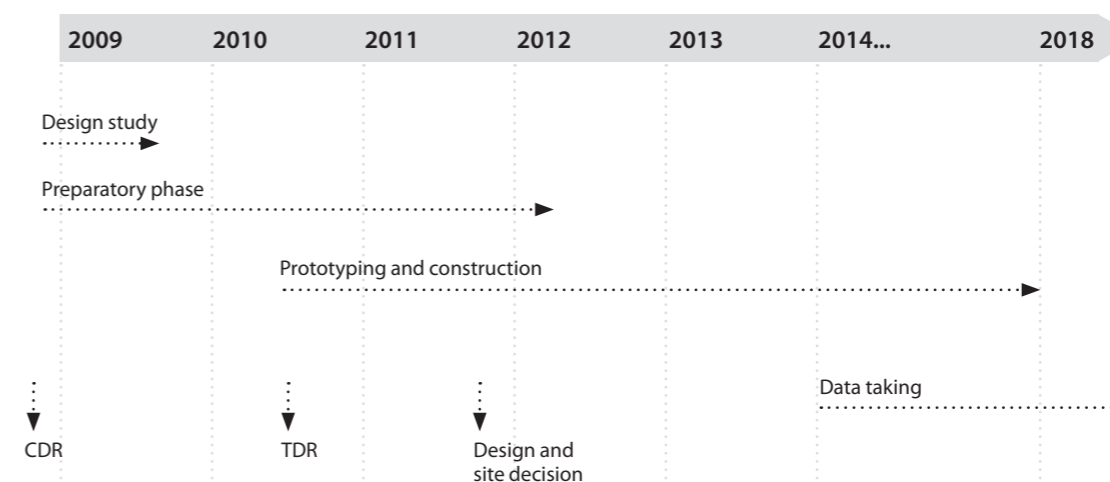 2009 2010 2011 2012 2013 2014... 2018
Design study
Preparatory phase
Prototyping and construction
Data taking
CDR TDR Design and
site decision